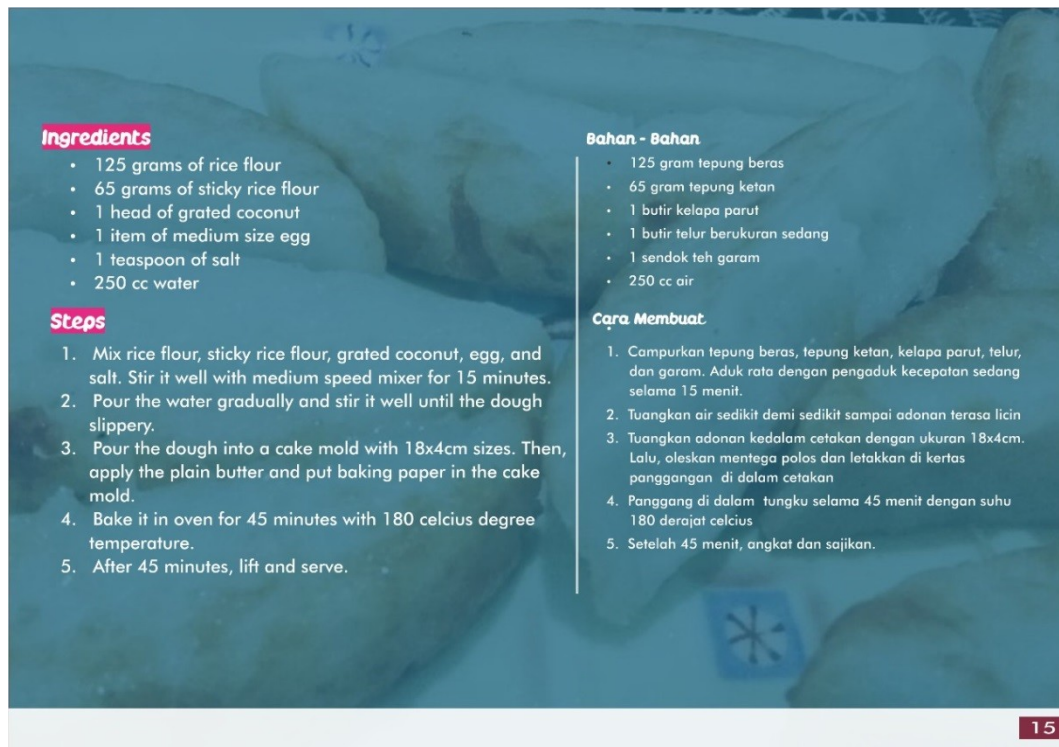 Ingredients
• 125 grams of rice flour
• 65 grams of sticky rice flour
• 1 head of grated coconut
• 1 item of medium size egg
• 1 teaspoon of salt
• 250 cc water
Steps
1. Mix rice flour, sticky rice flour, grated coconut, egg, and
salt. Stir it well with medium speed mixer for 15 minutes.
2. Pour the water gradually and stir it well until the dough
slippery.
3. Pour the dough into a cake mold with 18x4cm sizes. Then,
apply the plain butter and put baking paper in the cake
mold.
4. Bake it in oven for 45 minutes with 180 celcius degree
temperature.
5. After 45 minutes, lift and serve.
Bahan - Bahan
• 125 gram tepung beras
• 65 gram tepung ketan
• 1 butir kelapa parut
• 1 butir telur berukuran sedang
• 1 sendok teh garam
• 250 cc air
Cara Membuat
1. Campurkan tepung beras, tepung ketan, kelapa parut, telur,
dan garam. Aduk rata dengan pengaduk kecepatan sedang
selama 15 menit.
2. Tuangkan air sedikit demi sedikit sampai adonan terasa licin
3. Tuangkan adonan kedalam cetakan dengan ukuran 18x4cm.
Lalu, oleskan mentega polos dan letakkan di kertas
panggangan di dalam cetakan
4. Panggang di dalam tungku selama 45 menit dengan suhu
180 derajat celcius
5. Setelah 45 menit, angkat dan sajikan.
15